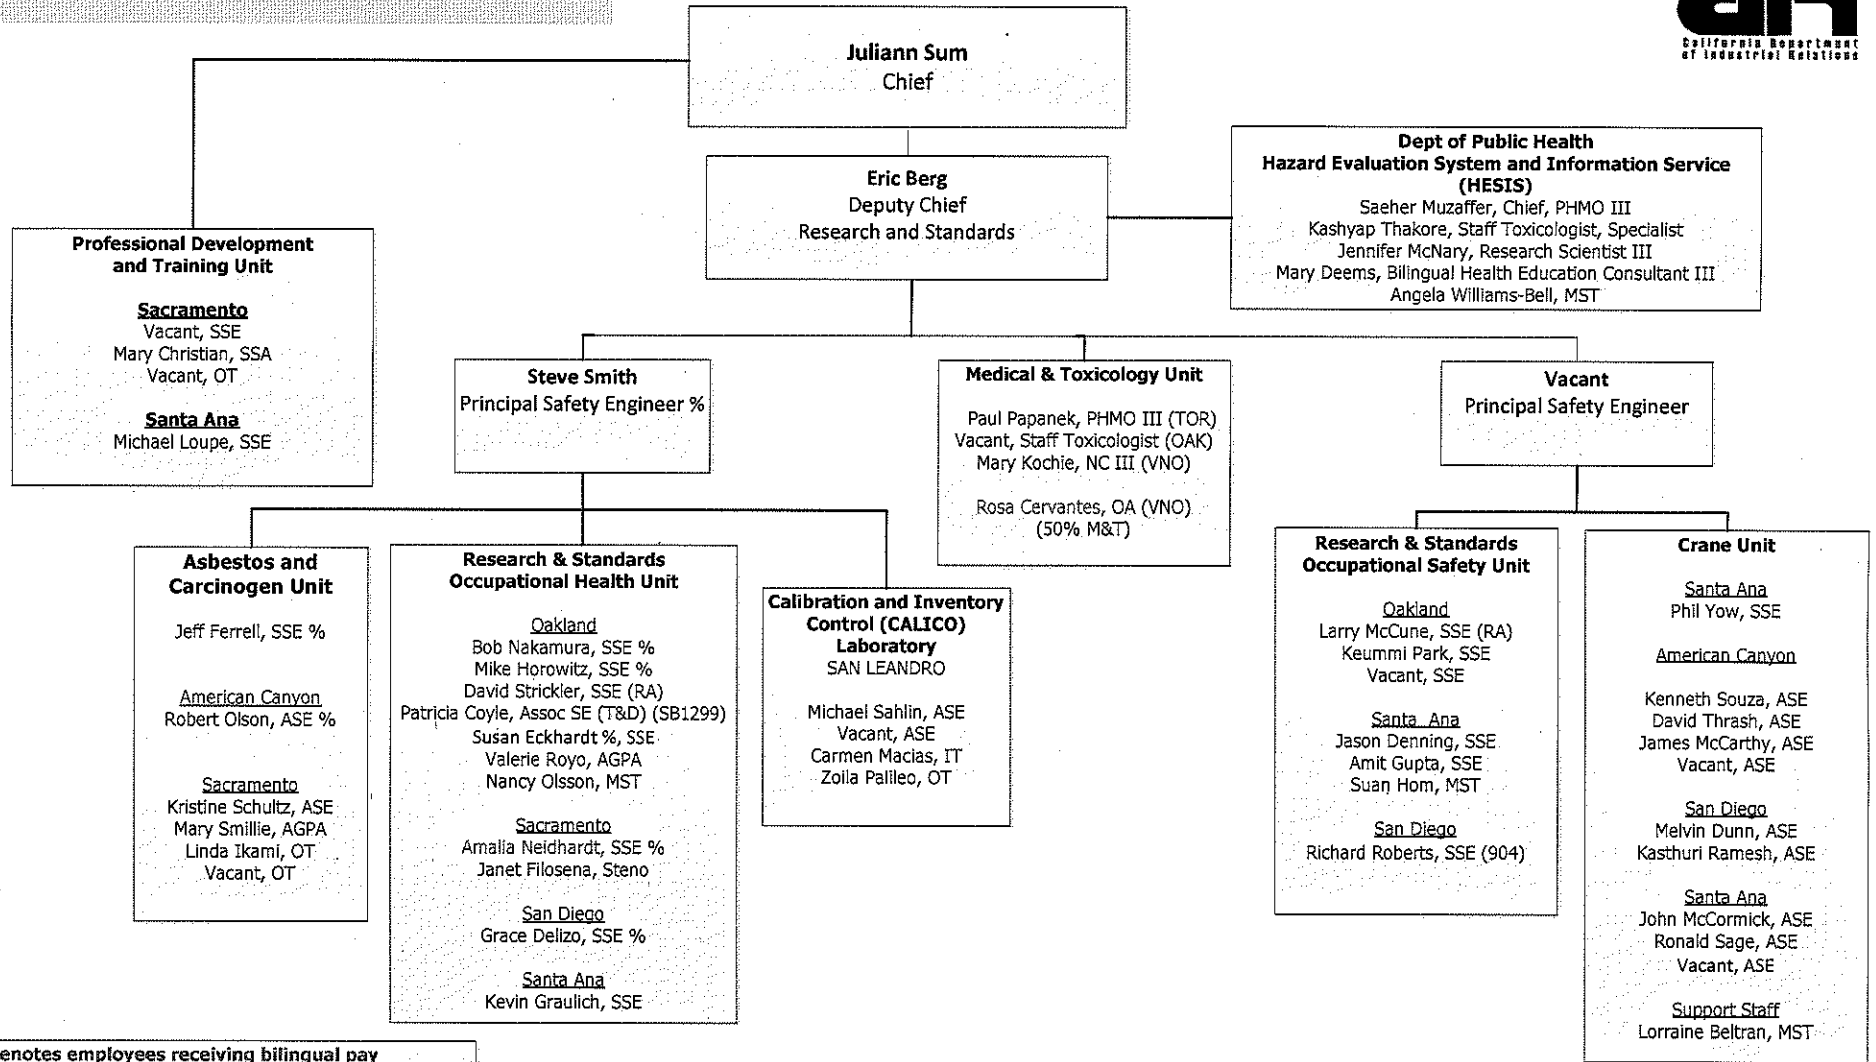 California Department
of Industrial Relations
Juliann Sum
Chief
Eric Berg
Deputy Chief
Research and Standards
Dept of Public Health
Hazard Evaluation System and Information Service
(HESIS)
Saeher Muzaffer, Chief, PHMO III
Kashyap Thakore, Staff Toxicologist, Specialist
Jennifer McNary, Research Scientist III
Mary Deems, Bilingual Health Education Consultant III
Angela Williams-Bell, MST
Professional Development
and Training Unit
Sacramento
Vacant, SSE
Mary Christian, SSA
Vacant, OT
Santa Ana
Michael Loupe, SSE
Steve Smith
Principal Safety Engineer %
Medical & Toxicology Unit
Paul Papanek, PHMO III (TOR)
Vacant, Staff Toxicologist (OAK)
Mary Kochie, NC III (VNO)
Rosa Cervantes, OA (VNO)
(50% M&T)
Vacant
Principal Safety Engineer
Asbestos and
Carcinogen Unit
Jeff Ferrell, SSE %
American Canyon
Robert Olson, ASE %
Sacramento
Kristine Schultz, ASE
Mary Smillie, AGPA
Linda Ikami, OT
Vacant, OT
Research & Standards
Occupational Health Unit
Oakland
Bob Nakamura, SSE %
Mike Horowitz, SSE %
David Strickler, SSE (RA)
Patricia Coyle, Assoc SE (T&D) (SB1299)
Susan Eckhardt %, SSE
Valerie Royo, AGPA
Nancy Olsson, MST
Sacramento
Amalia Neidhardt, SSE %
Janet Filosena, Steno
San Diego
Grace Delizo, SSE %
Santa Ana
Kevin Graulich, SSE
Calibration and Inventory
Control (CALICO)
Laboratory
SAN LEANDRO
Michael Sahlin, ASE
Vacant, ASE
Carmen Macias, IT
Zoila Palileo, OT
Research & Standards
Occupational Safety Unit
Oakland
Larry McCune, SSE (RA)
Keummi Park, SSE
Vacant, SSE
Santa Ana
Jason Denning, SSE
Amit Gupta, SSE
Suan Hom, MST
San Diego
Richard Roberts, SSE (904)
Crane Unit
Santa Ana
Phil Yow, SSE
American Canyon
Kenneth Souza, ASE
David Thrash, ASE
James McCarthy, ASE
Vacant, ASE
San Diego
Melvin Dunn, ASE
Kasthuri Ramesh, ASE
Santa Ana
John McCormick, ASE
Ronald Sage, ASE
Vacant, ASE
Support Staff
Lorraine Beltran, MST
enotes employees receiving bilingual pay